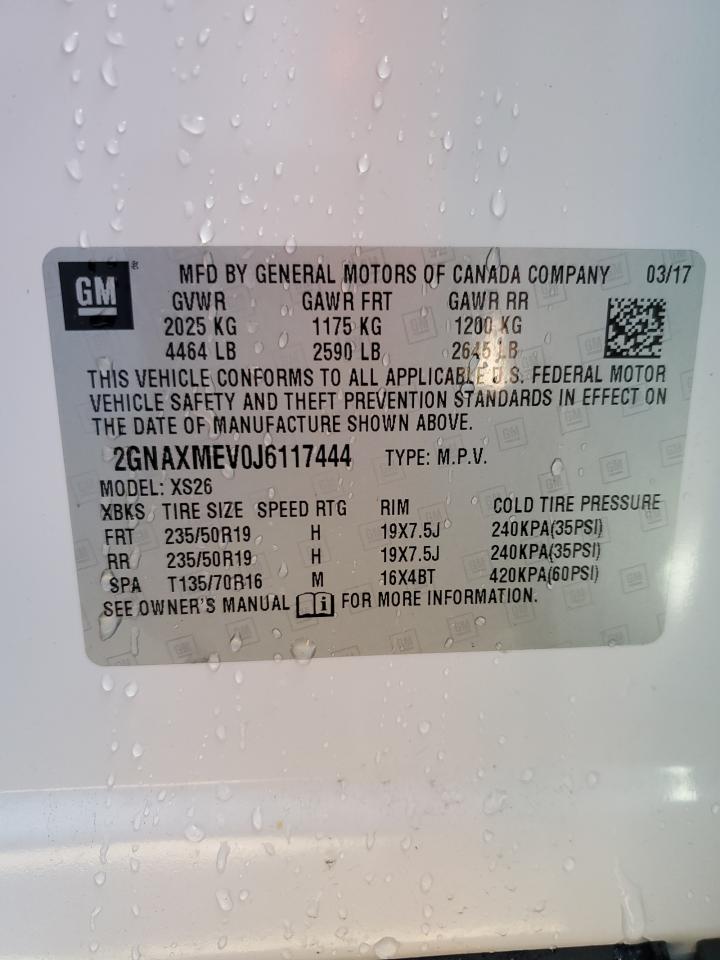 GM
MFD BY GENERAL MOTORS OF CANADA COMPANY 03/17
GVWR GAWR FRT GAWR RR
2025 KG 1175 KG 1200 KG
4464 LB 2590 LB 2645 LB
THIS VEHICLE CONFORMS TO ALL APPLICABLE U.S. FEDERAL MOTOR
VEHICLE SAFETY AND THEFT PREVENTION STANDARDS IN EFFECT ON
THE DATE OF MANUFACTURE SHOWN ABOVE.
2GNAXMEV0J6117444 TYPE: M.P.V.
MODEL: XS26
XBKS TIRE SIZE SPEED RTG RIM COLD TIRE PRESSURE
FRT 235/50R19 H 19X7.5J 240KPA(35PSI)
RR 235/50R19 H 19X7.5J 240KPA(35PSI)
SPA T135/70R16 M 16X4BT 420KPA(60PSI)
SEE OWNER'S MANUAL FOR MORE INFORMATION.